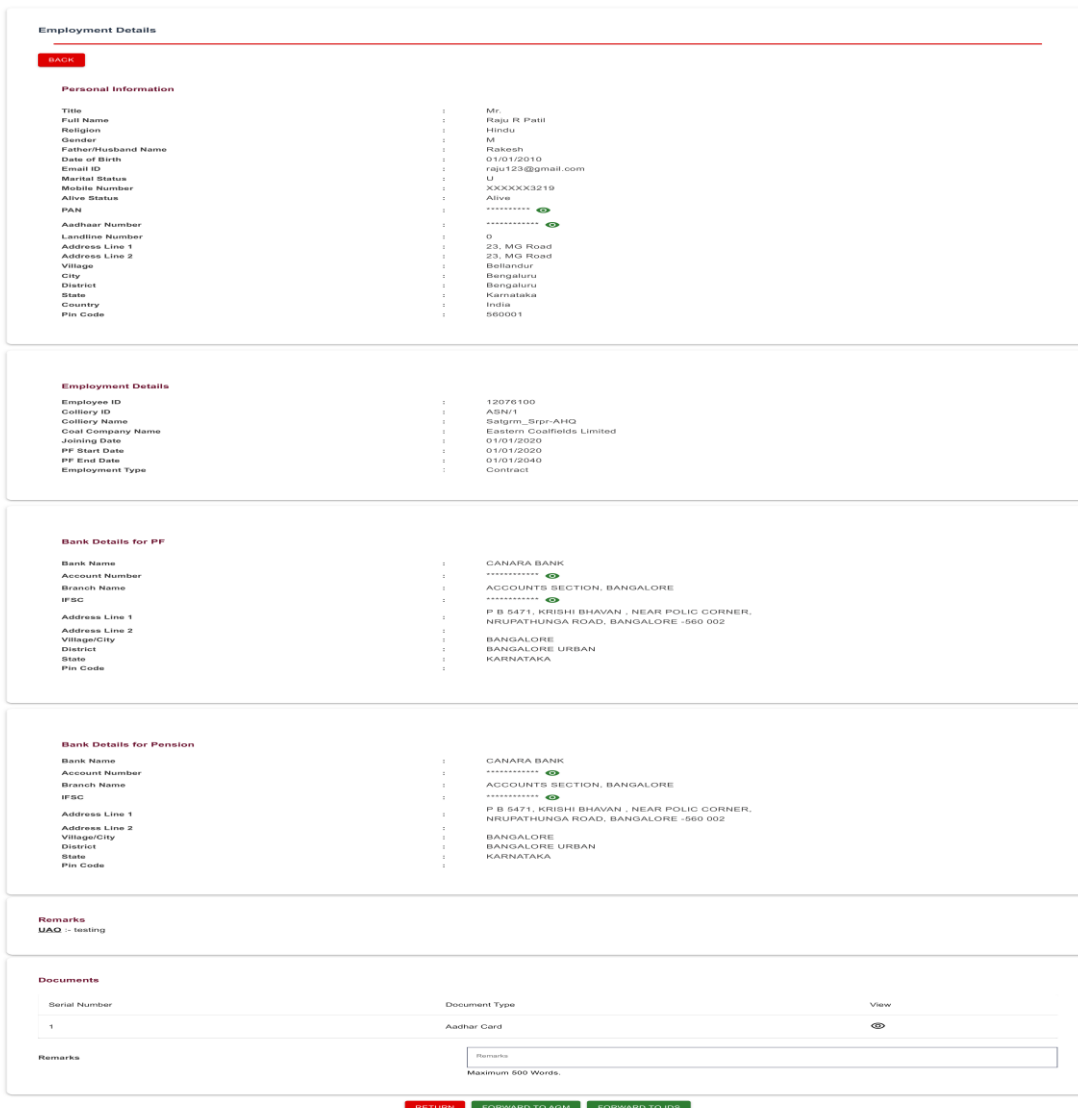 Employment Details
BACK
Personal Information
Title : Mr.
Full Name : Raju R Patil
Religion : Hindu
Gender : M
Father/Husband Name : Rakesh
Date of Birth : 01/01/2010
Email ID : raju123@gmail.com
Marital Status : U
Mobile Number : XXXXXX3219
Alive Status : Alive
PAN : **********
Aadhaar Number : ************
Landline Number : 0
Address Line 1 : 23, MG Road
Address Line 2 : 23, MG Road
Village : Bellandur
City : Bengaluru
District : Bengaluru
State : Karnataka
Country : India
Pin Code : 560001
Employment Details
Employee ID : 12076100
Colliery ID : ASN/1
Colliery Name : Satgrm_Srpr-AHQ
Coal Company Name : Eastern Coalfields Limited
Joining Date : 01/01/2020
PF Start Date : 01/01/2020
PF End Date : 01/01/2040
Employment Type : Contract
Bank Details for PF
Bank Name : CANARA BANK
Account Number : ************
Branch Name : ACCOUNTS SECTION, BANGALORE
IFSC : ************
Address Line 1 : P B 5471, KRISHI BHAVAN , NEAR POLIC CORNER,
NRUPATHUNGA ROAD, BANGALORE -560 002
Address Line 2 :
Village/City : BANGALORE
District : BANGALORE URBAN
State : KARNATAKA
Pin Code :
Bank Details for Pension
Bank Name : CANARA BANK
Account Number : ************
Branch Name : ACCOUNTS SECTION, BANGALORE
IFSC : ************
Address Line 1 : P B 5471, KRISHI BHAVAN , NEAR POLIC CORNER,
NRUPATHUNGA ROAD, BANGALORE -560 002
Address Line 2 :
Village/City : BANGALORE
District : BANGALORE URBAN
State : KARNATAKA
Pin Code :
Remarks
UAO :- testing
Documents
Serial Number Document Type View
1 Aadhar Card
Remarks Remarks
Maximum 500 Words.
RETURN FORWARD TO AGM FORWARD TO IDS